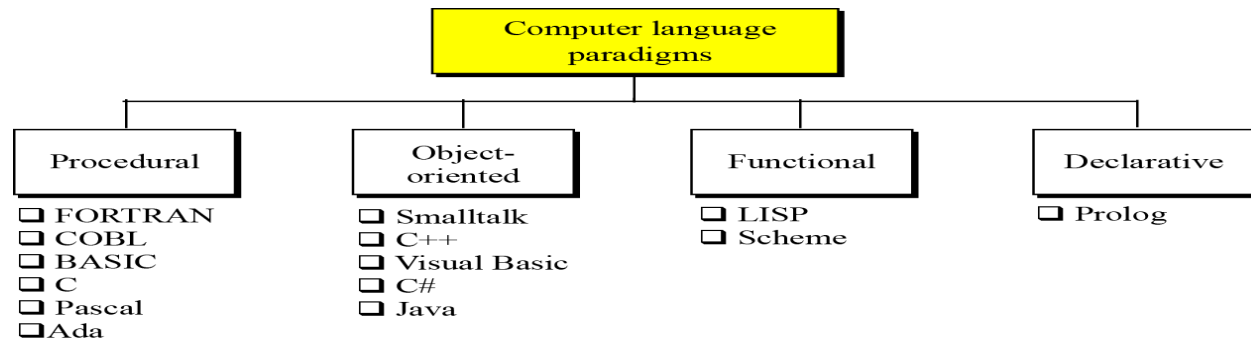 Computer language
paradigms
Procedural
Object-
oriented
Functional
Declarative
❑ FORTRAN
❑ COBL
❑ BASIC
❑ C
❑ Pascal
❑Ada
❑ Smalltalk
❑ C++
❑ Visual Basic
❑ C#
❑ Java
❑ LISP
❑ Scheme
❑ Prolog